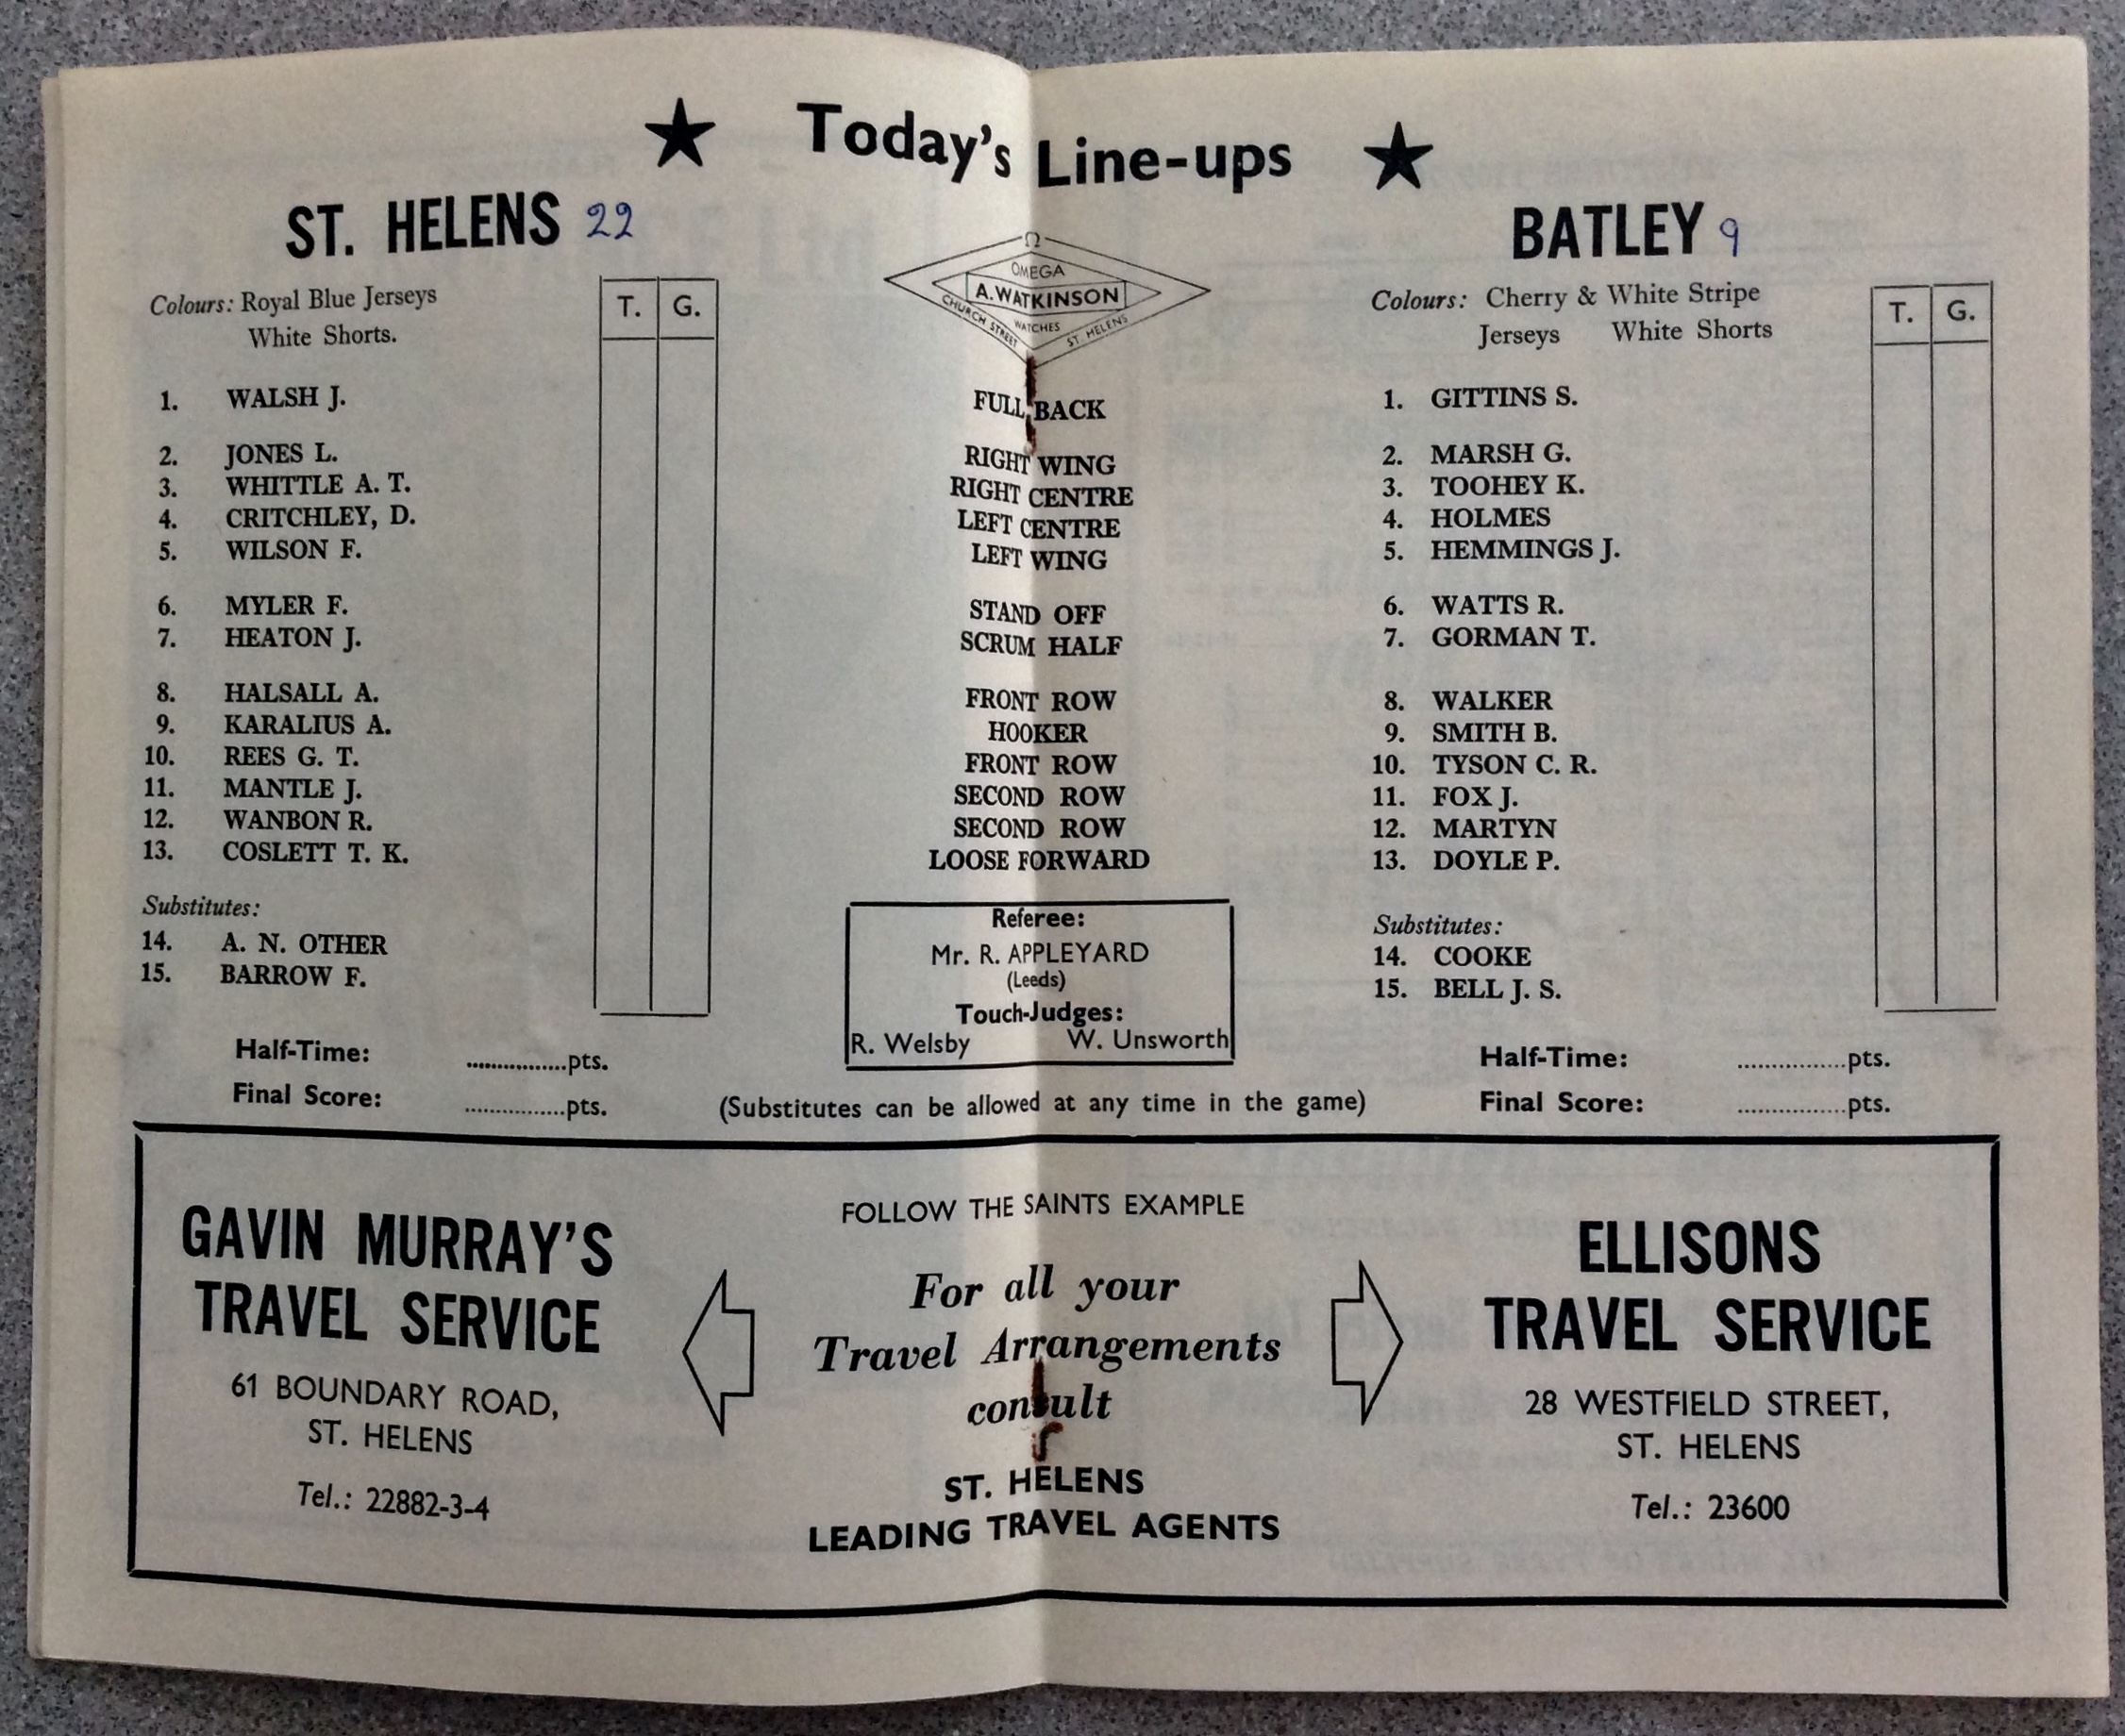 ★ Today's Line-ups ★
ST. HELENS 22
Colours: Royal Blue Jerseys
White Shorts.
T. G.
1. WALSH J.
2. JONES L.
3. WHITTLE A. T.
4. CRITCHLEY, D.
5. WILSON F.
6. MYLER F.
7. HEATON J.
8. HALSALL A.
9. KARALIUS A.
10. REES G. T.
11. MANTLE J.
12. WANBON R.
13. COSLETT T. K.
Substitutes:
14. A. N. OTHER
15. BARROW F.
Half-Time: ................pts.
Final Score: ................pts.
Ω
OMEGA
A. WATKINSON
WATCHES
CHURCH STREET ST. HELENS
FULL BACK
RIGHT WING
RIGHT CENTRE
LEFT CENTRE
LEFT WING
STAND OFF
SCRUM HALF
FRONT ROW
HOOKER
FRONT ROW
SECOND ROW
SECOND ROW
LOOSE FORWARD
Referee:
Mr. R. APPLEYARD
(Leeds)
Touch-Judges:
R. Welsby W. Unsworth
(Substitutes can be allowed at any time in the game)
BATLEY 9
Colours: Cherry & White Stripe
Jerseys White Shorts
T. G.
1. GITTINS S.
2. MARSH G.
3. TOOHEY K.
4. HOLMES
5. HEMMINGS J.
6. WATTS R.
7. GORMAN T.
8. WALKER
9. SMITH B.
10. TYSON C. R.
11. FOX J.
12. MARTYN
13. DOYLE P.
Substitutes:
14. COOKE
15. BELL J. S.
Half-Time: ................pts.
Final Score: ................pts.
GAVIN MURRAY'S
TRAVEL SERVICE
61 BOUNDARY ROAD,
ST. HELENS
Tel.: 22882-3-4
FOLLOW THE SAINTS EXAMPLE
For all your
Travel Arrangements
consult
ST. HELENS
LEADING TRAVEL AGENTS
ELLISONS
TRAVEL SERVICE
28 WESTFIELD STREET,
ST. HELENS
Tel.: 23600